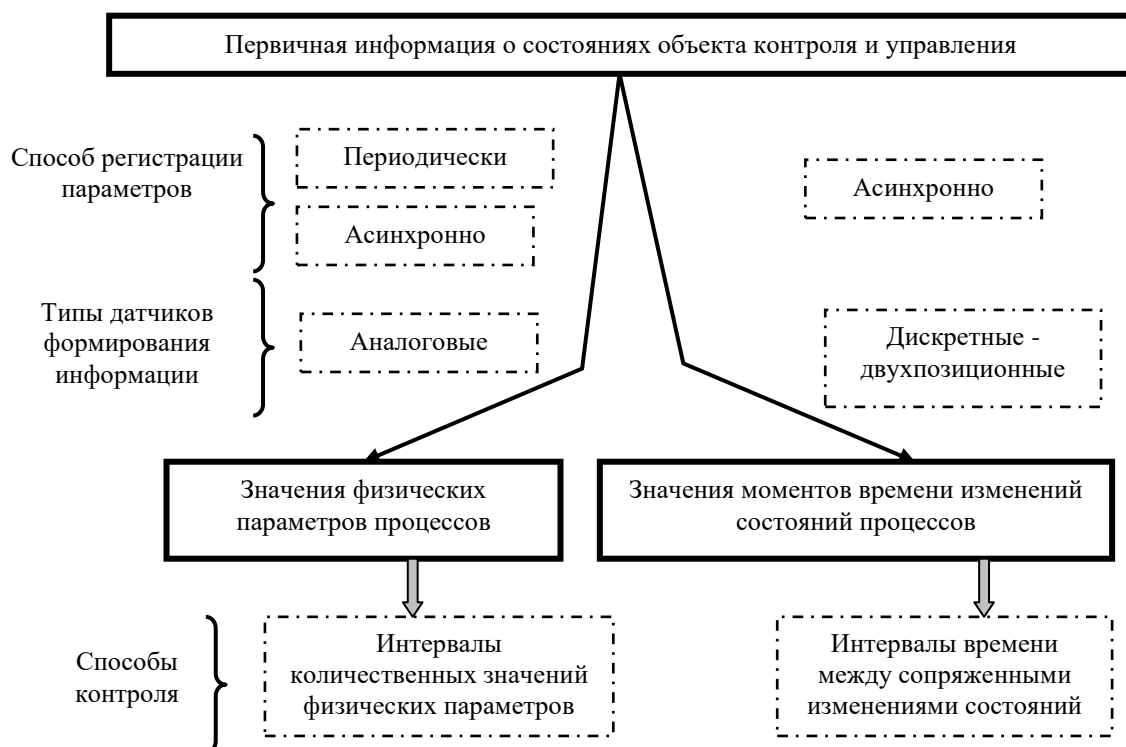 Первичная информация о состояниях объекта контроля и управления
Способ регистрации
параметров
Периодически
Асинхронно
Асинхронно
Типы датчиков
формирования
информации
Аналоговые
Дискретные -
двухпозиционные
Значения физических
параметров процессов
Значения моментов времени изменений
состояний процессов
Способы
контроля
Интервалы
количественных значений
физических параметров
Интервалы времени
между сопряженными
изменениями состояний